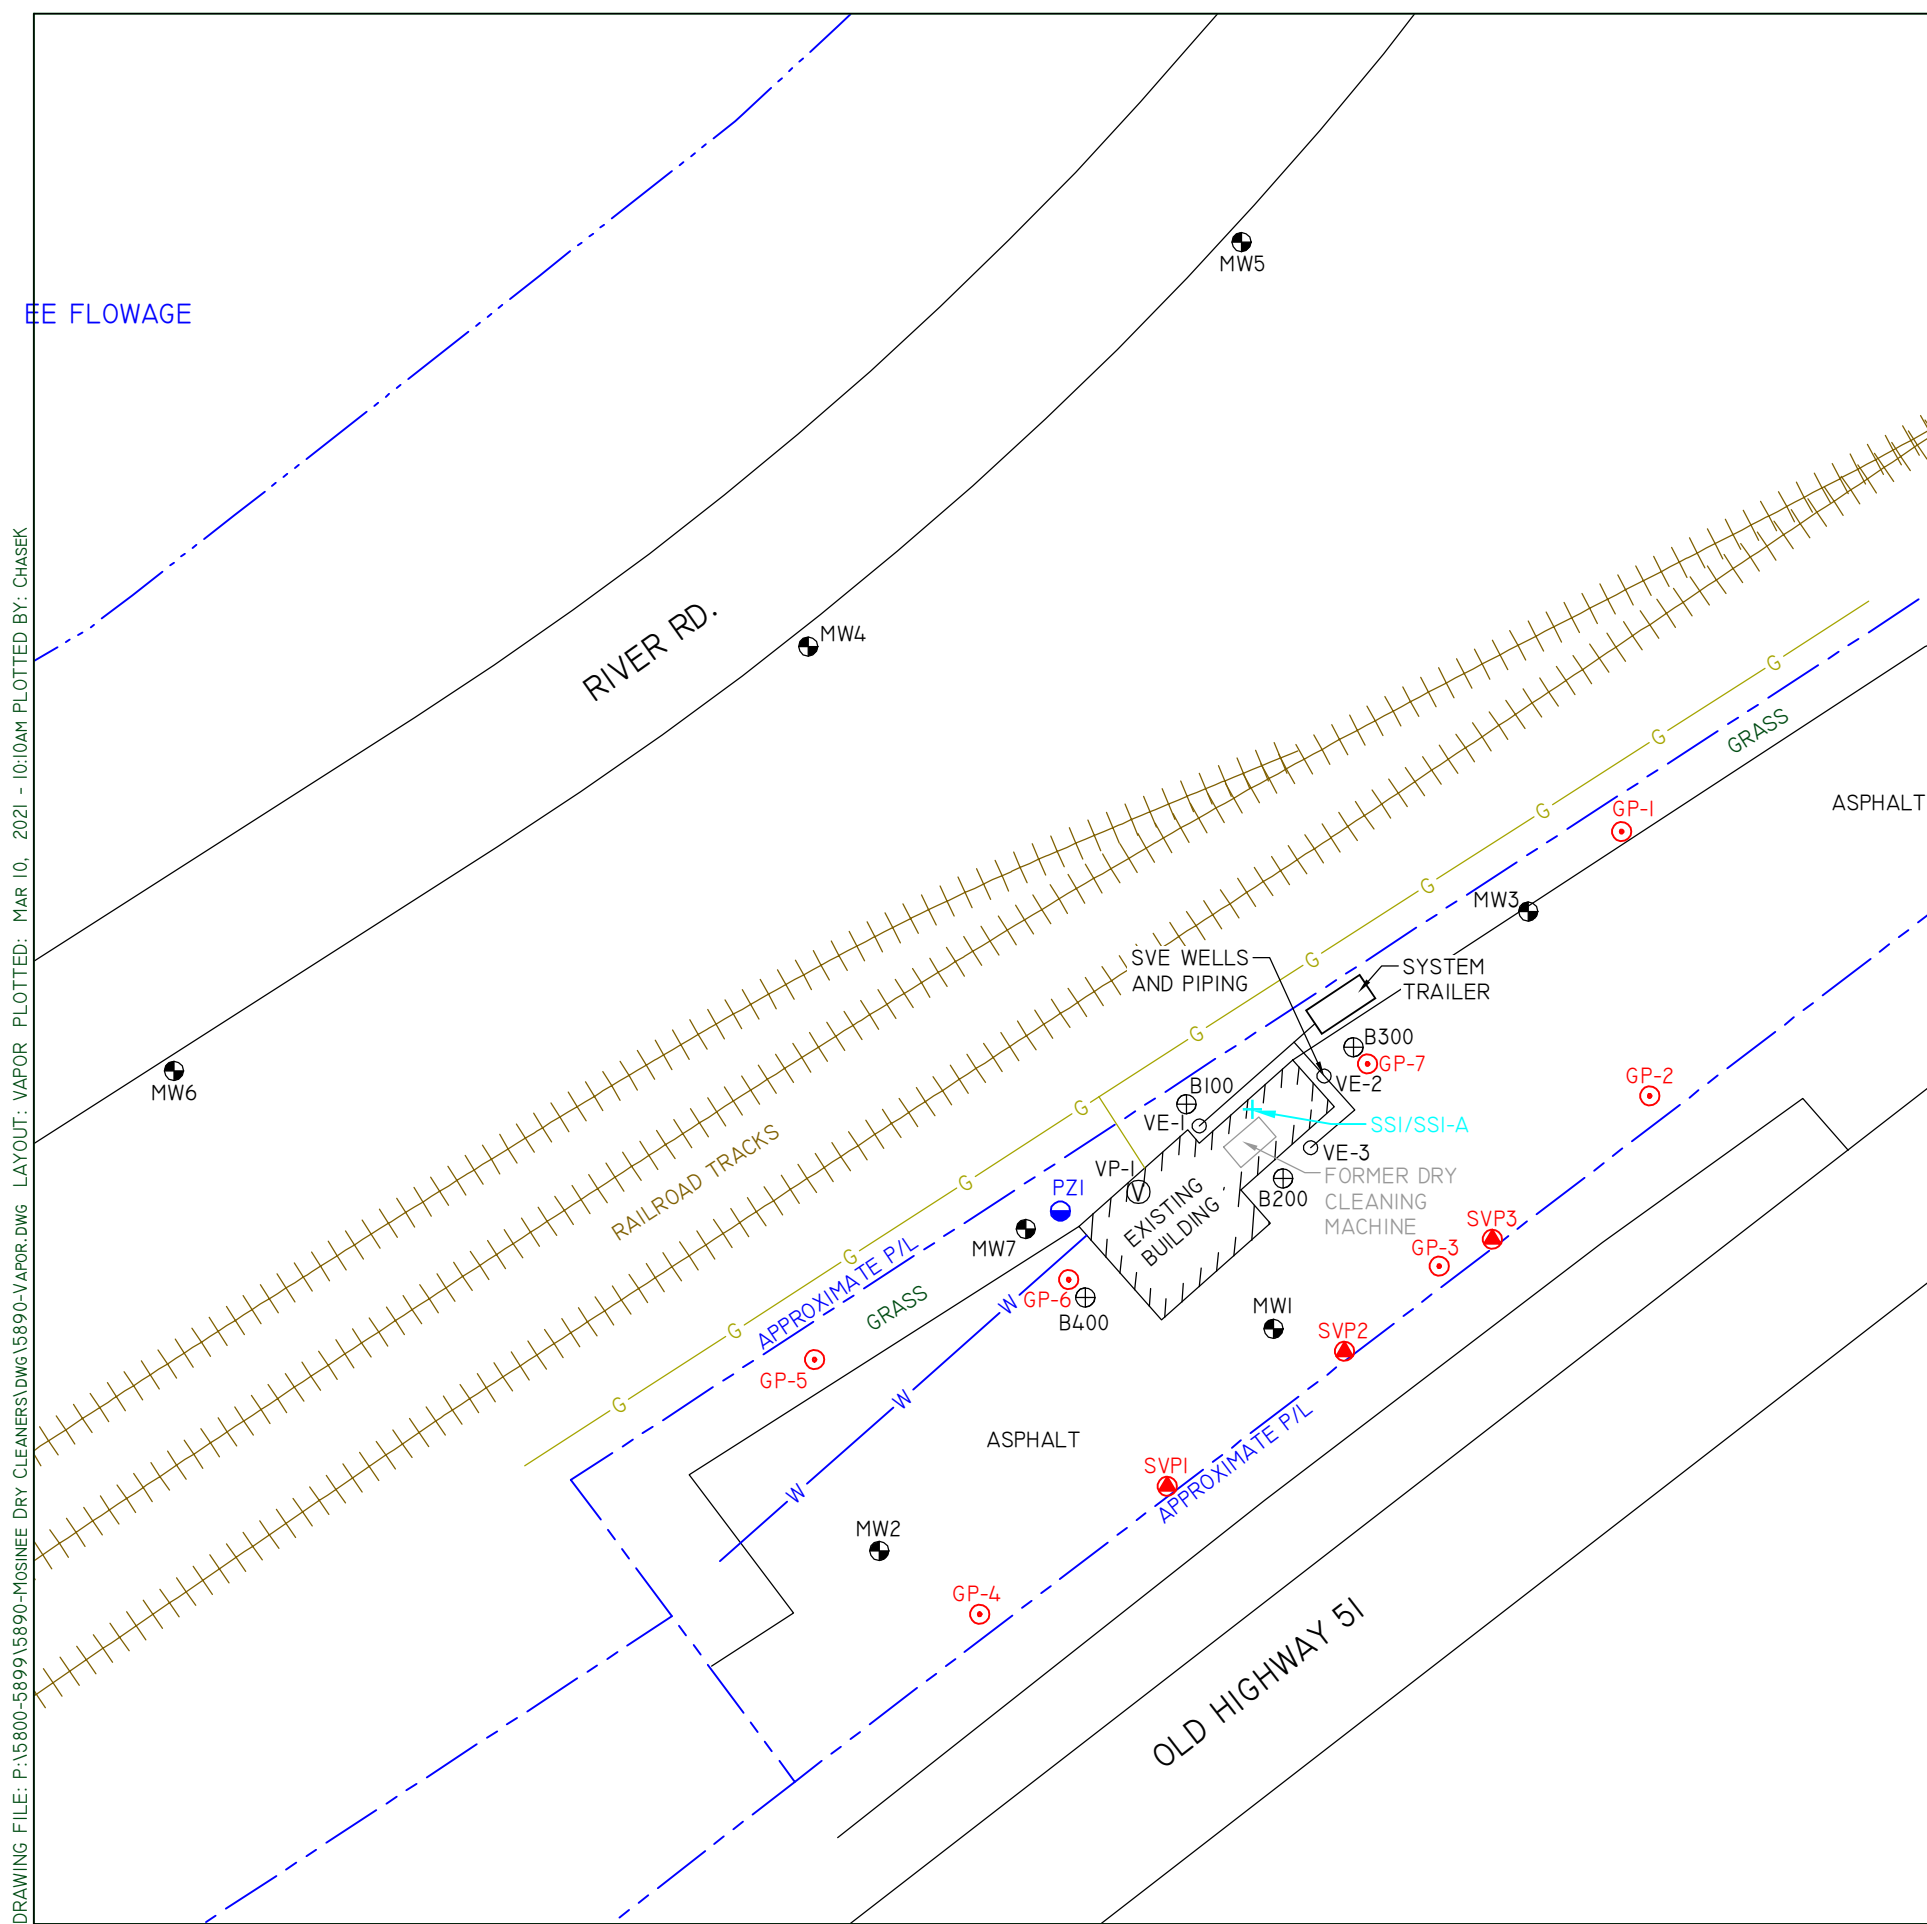 MW5
EE FLOWAGE
RIVER RD.
MW4
G
G
GRASS
G
ASPHALT
GP-1
G
MW3
SVE WELLS
AND PIPING
G
SYSTEM
TRAILER
G
B300
GP-7
MW6
B100
VE-2
GP-2
G
VE-1
SS1/SS1-A
RAILROAD TRACKS
VE-3
VP-1
G
FORMER DRY
CLEANING
MACHINE
PZ1
B200
EXISTING
BUILDING
SVP3
MW7
G
APPROXIMATE P/L
GP-3
GRASS
GP-6
W
B400
MW1
G
SVP2
GP-5
G
W
ASPHALT
APPROXIMATE P/L
SVP1
W
MW2
GP-4
OLD HIGHWAY 51
DRAWING FILE: P:\5800-5899\5890-MOSINEE DRY CLEANERS\DWG\5890-VAPOR.DWG LAYOUT: VAPOR PLOTTED: MAR 10, 2021 - 10:10AM PLOTTED BY: CHASEK